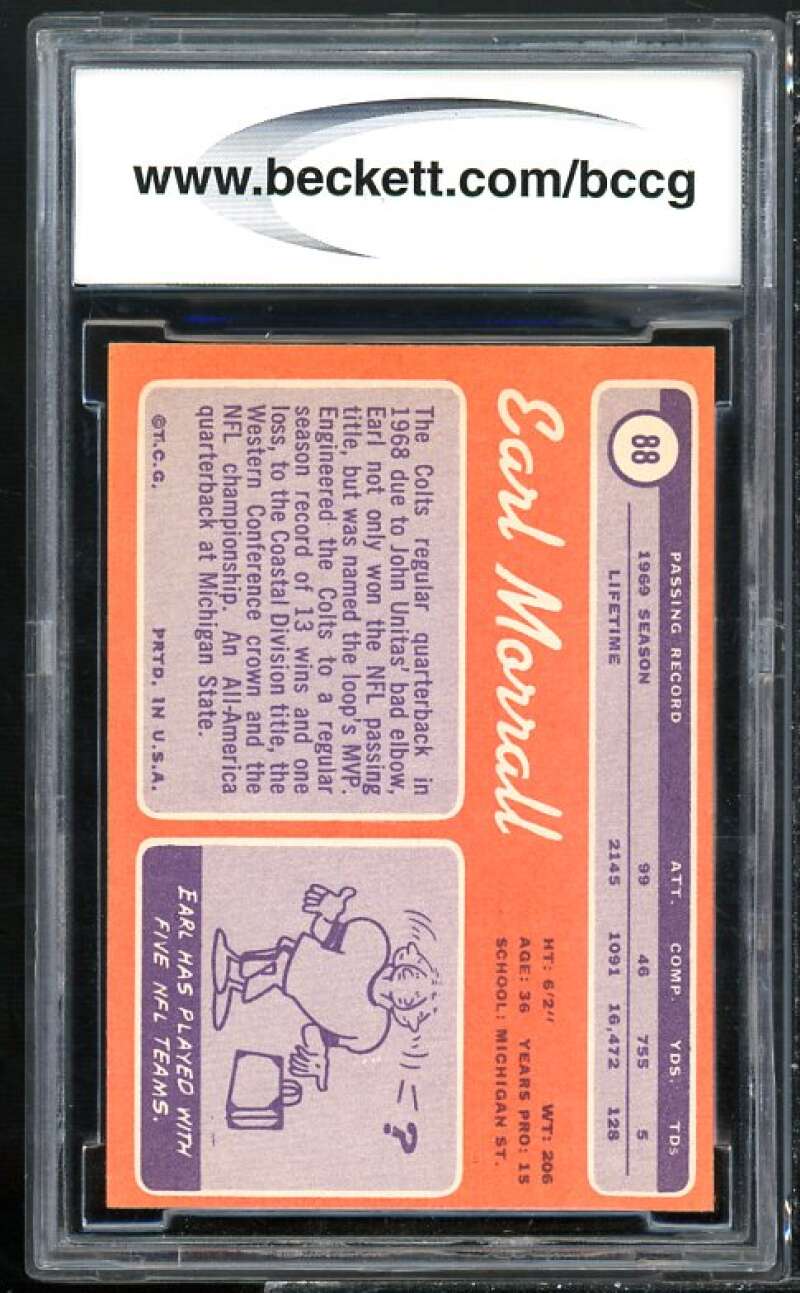 www.beckett.com/bccg
88
PASSING RECORD ATT. COMP. YDS. TDs
1969 SEASON 99 46 755 5
LIFETIME 2145 1091 16,472 128
Earl Morrall
HT: 6'2" WT: 206
AGE: 36 YEARS PRO: 15
SCHOOL: MICHIGAN ST.
The Colts regular quarterback in
1968 due to John Unitas' bad elbow,
Earl not only won the NFL passing
title, but was named the loop's MVP.
Engineered the Colts to a regular
season record of 13 wins and one
loss, to the Coastal Division title, the
Western Conference crown and the
NFL championship. An All-America
quarterback at Michigan State.
©T.C.G. PRTD. IN U.S.A.
?
EARL HAS PLAYED WITH
FIVE NFL TEAMS.